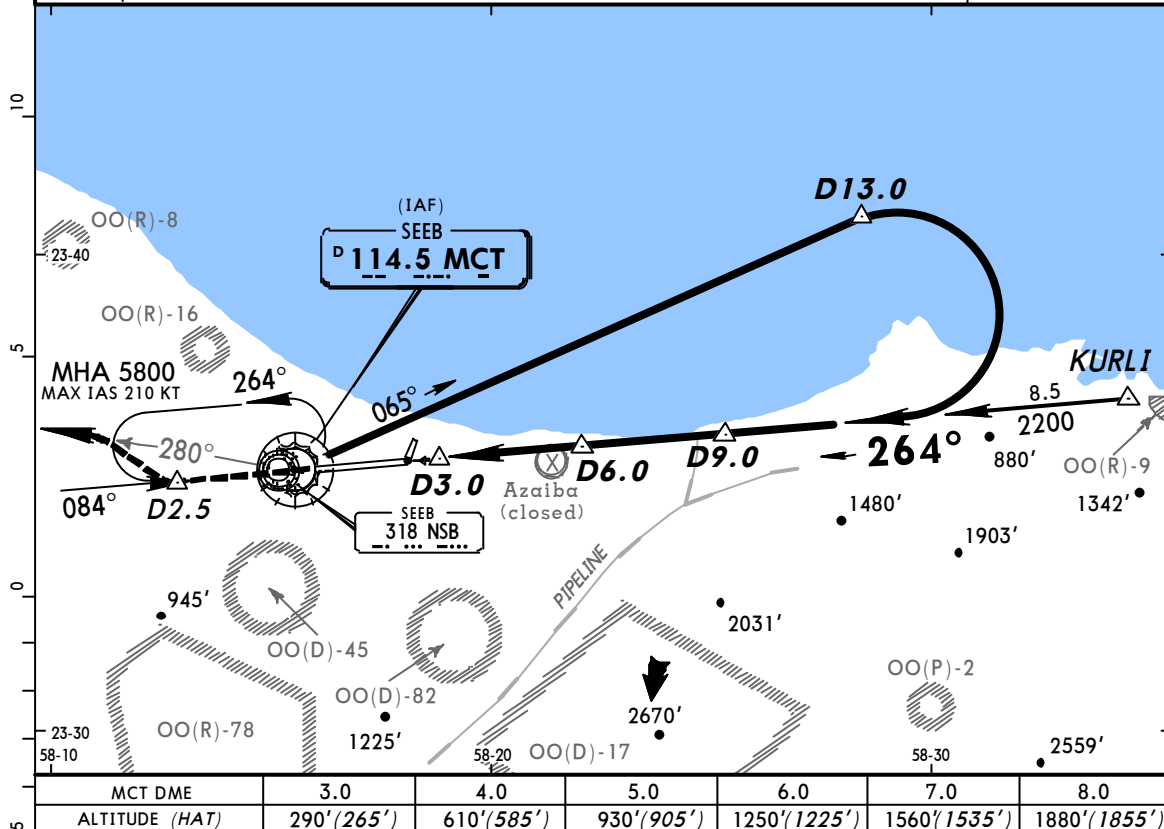 10
5
0
5
OO(R)-8
23-40
OO(R)-16
(IAF)
SEEB
D 114.5 MCT
D13.0
MHA 5800
MAX IAS 210 KT
264°
065°
KURLI
8.5
2200
280°
084°
D2.5
D3.0
D6.0
D9.0
264°
880'
OO(R)-9
Azaiba
(closed)
SEEB
318 NSB
1480'
1342'
1903'
PIPELINE
945'
OO(D)-45
2031'
OO(D)-82
OO(P)-2
OO(R)-78
1225'
2670'
OO(D)-17
2559'
23-30
58-10
58-20
58-30
MCT DME 3.0 4.0 5.0 6.0 7.0 8.0
ALTITUDE (HAT) 290'(265') 610'(585') 930'(905') 1250'(1225') 1560'(1535') 1880'(1855')